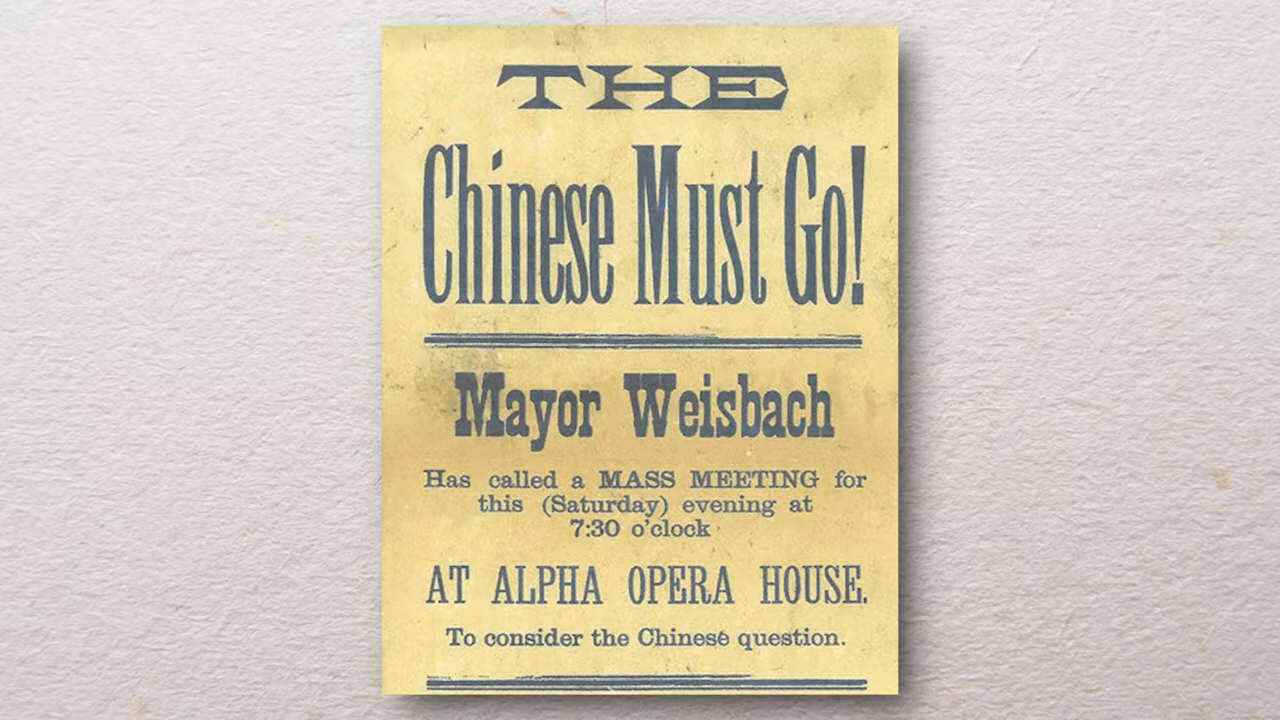 THE
Chinese Must Go!
Mayor Weisbach
Has called a MASS MEETING for
this (Saturday) evening at
7:30 o'clock
AT ALPHA OPERA HOUSE.
To consider the Chinese question.